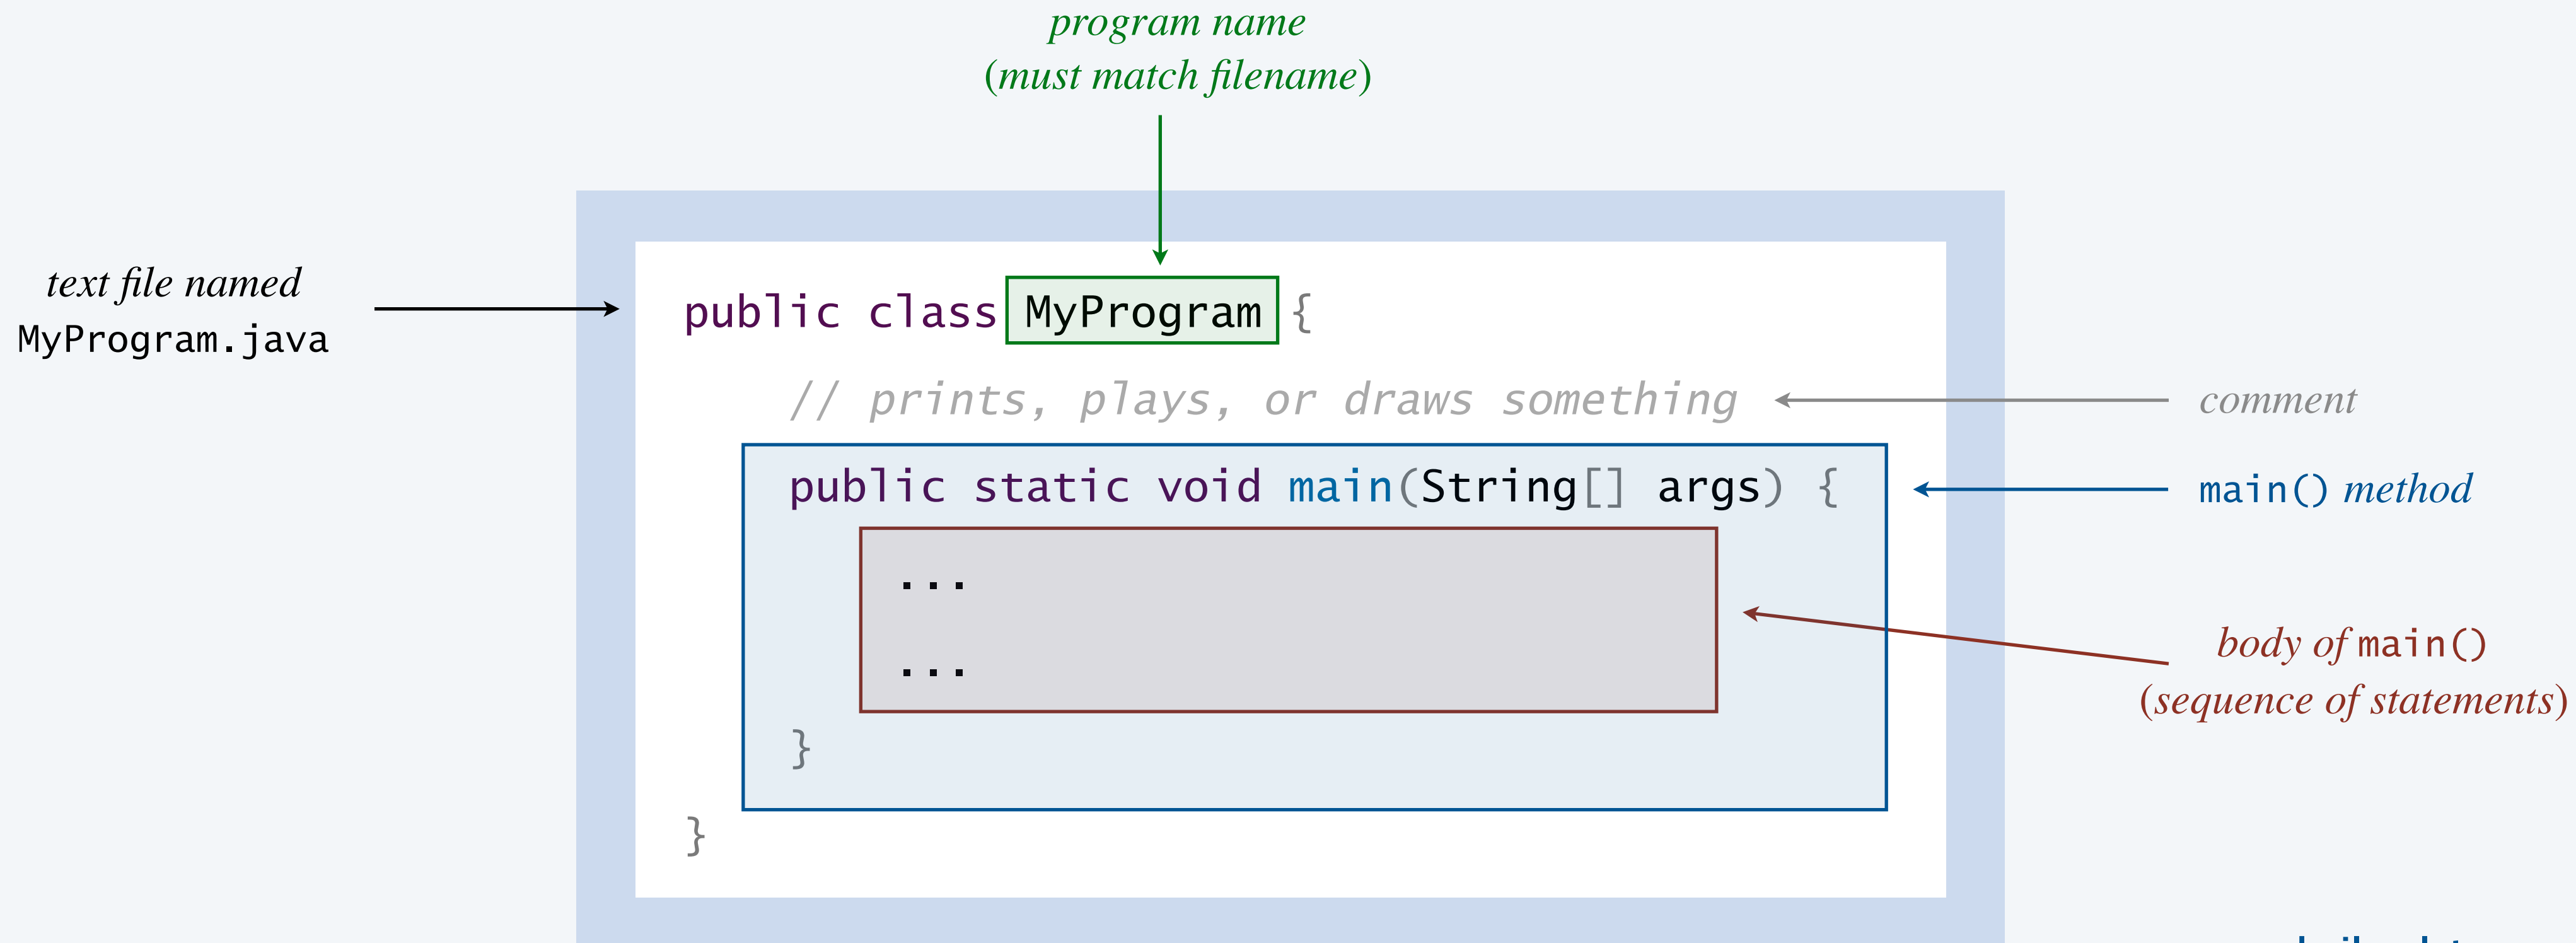 program name
(must match filename)
text file named
MyProgram.java
public class MyProgram {
// prints, plays, or draws something
comment
public static void main(String[] args) {
main() method
...
...
body of main()
(sequence of statements)
}
}